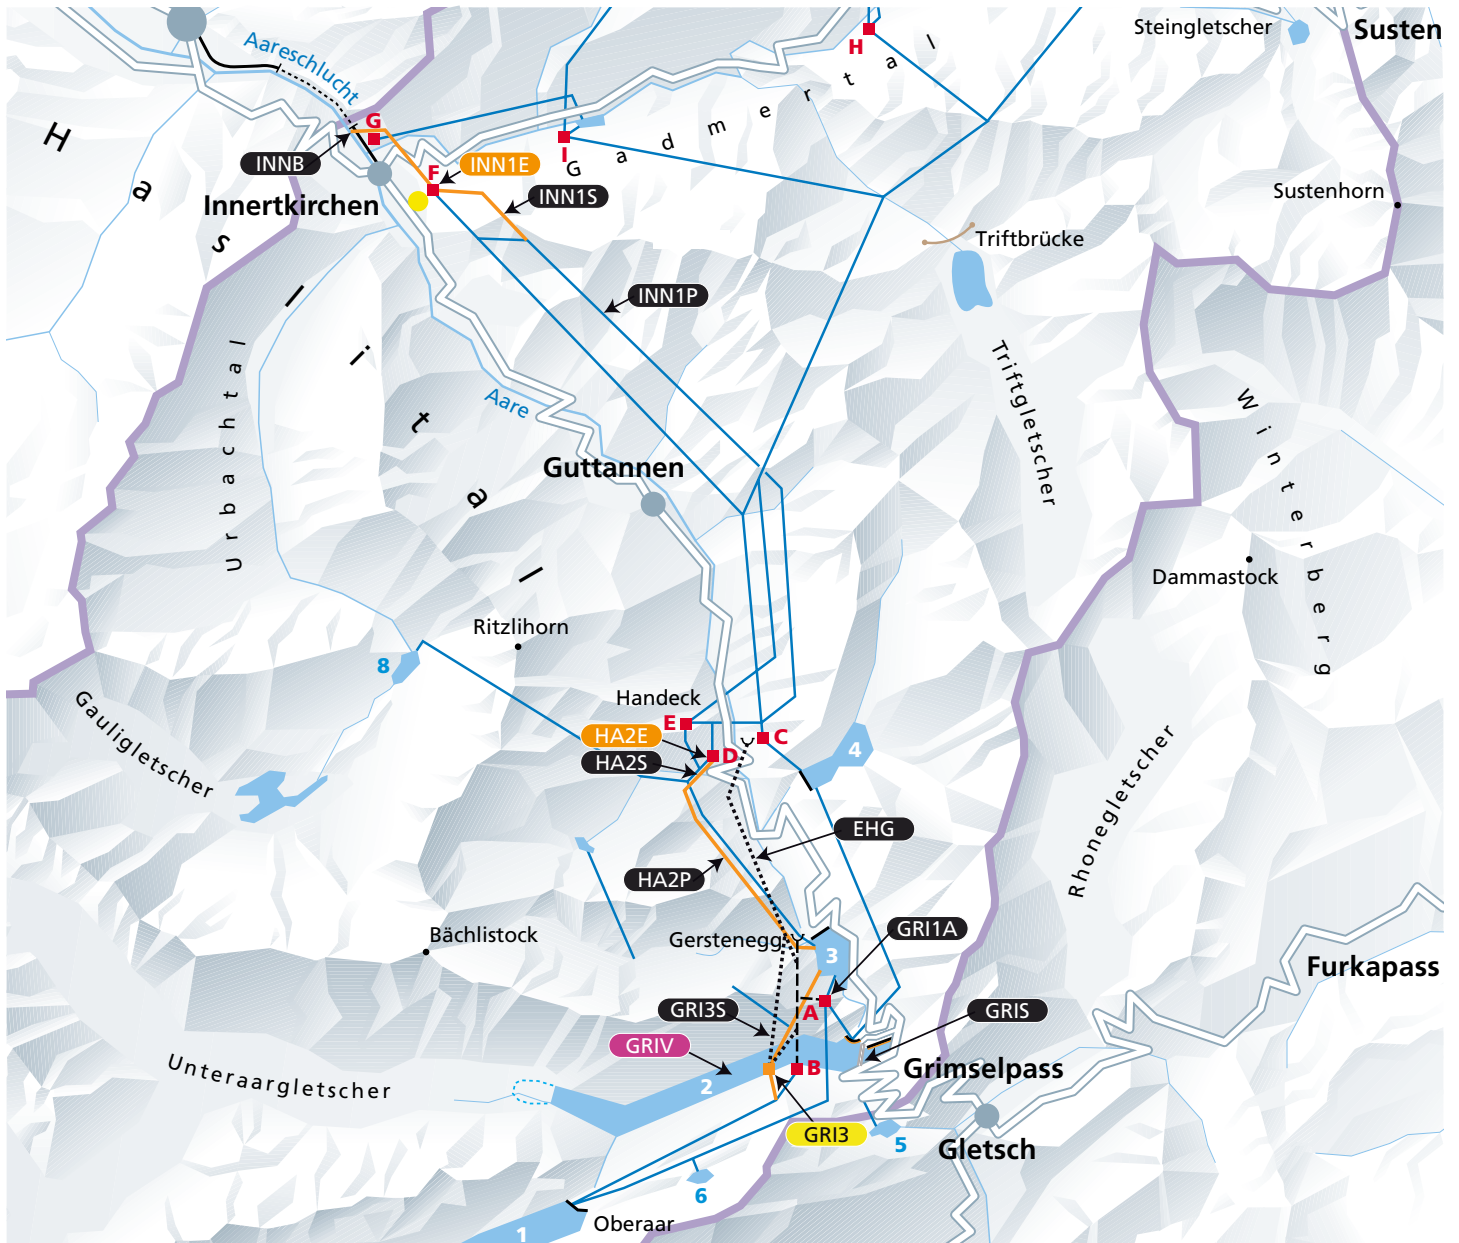 Steingletscher
Susten
H
Aareschlucht
Gadmertal
G
I
INNB
F
INN1E
INN1S
Innertkirchen
Sustenhorn
Triftbrücke
Haslital
INN1P
Urbachtal
Aare
Triftgletscher
Winterberg
Guttannen
Dammastock
Ritzlihorn
8
Handeck
Gauligletscher
E
HA2E
D
C
HA2S
4
Rhonegletscher
EHG
HA2P
GRI1A
Bächlistock
Gerstenegg
3
Furkapass
GRI3S
A
GRIS
GRIV
Unteraargletscher
2
B
Grimselpass
GRI3
5
Gletsch
6
Oberaar
1